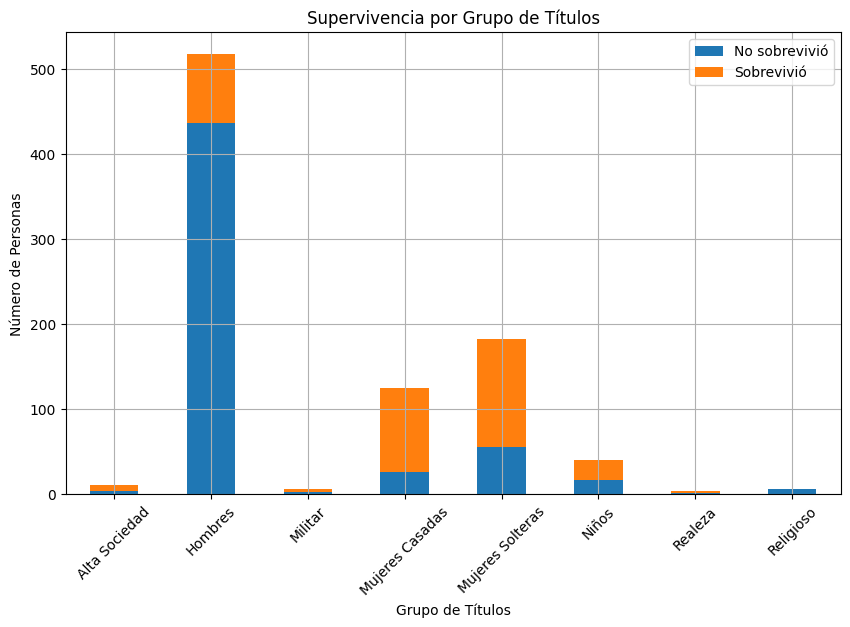 Supervivencia por Grupo de Títulos
No sobrevivió
Sobrevivió
Número de Personas
500
400
300
200
100
0
Alta Sociedad
Hombres
Militar
Mujeres Casadas
Mujeres Solteras
Niños
Realeza
Religioso
Grupo de Títulos